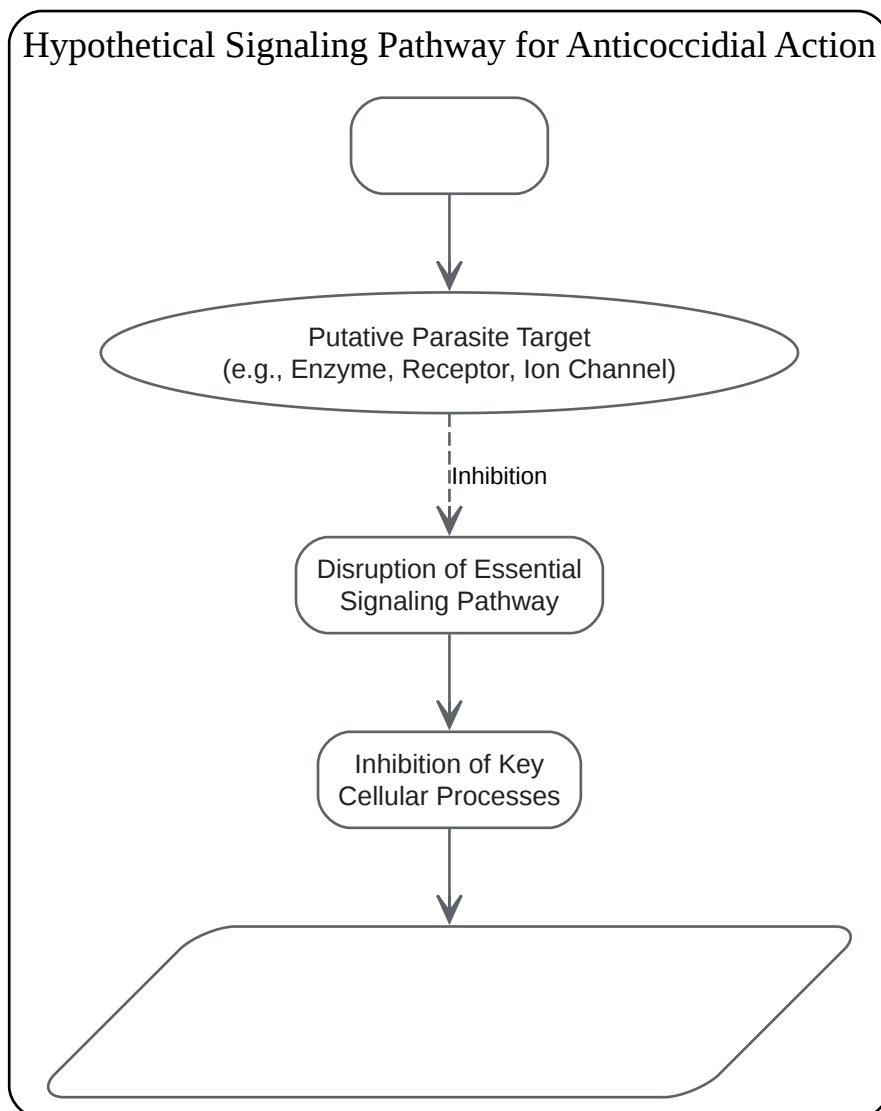 Hypothetical Signaling Pathway for Anticoccidial Action
Putative Parasite Target
(e.g., Enzyme, Receptor, Ion Channel)
Inhibition
Disruption of Essential
Signaling Pathway
Inhibition of Key
Cellular Processes